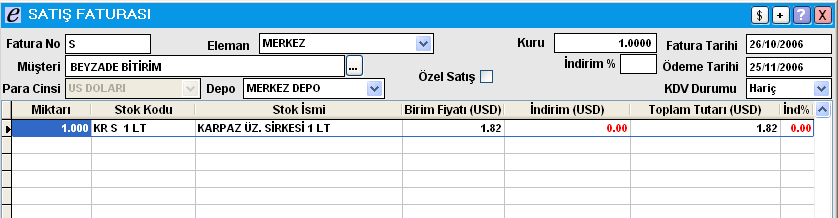 e SATIŞ FATURASI $ + ? X
Fatura No S Eleman MERKEZ Kuru 1.0000 Fatura Tarihi 26/10/2006
Müşteri BEYZADE BİTİRİM ... Özel Satış İndirim % Ödeme Tarihi 25/11/2006
Para Cinsi US DOLARI Depo MERKEZ DEPO KDV Durumu Hariç
Miktarı Stok Kodu Stok İsmi Birim Fiyatı (USD) İndirim (USD) Toplam Tutarı (USD) İnd%
1.000 KR S 1 LT KARPAZ ÜZ. SİRKESİ 1 LT 1.82 0.00 1.82 0.00